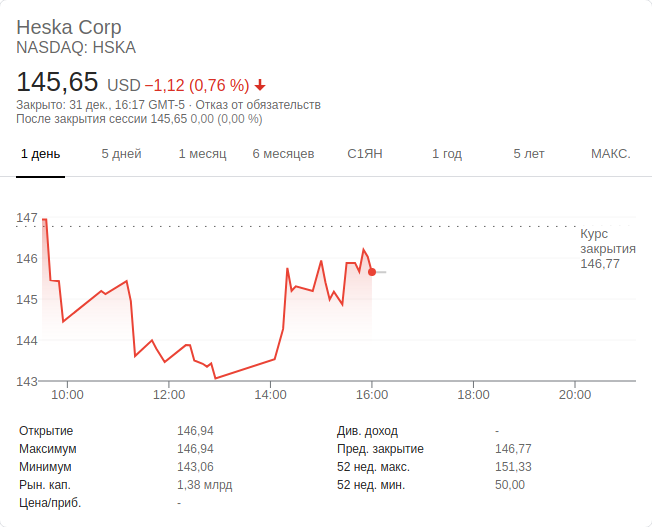 Heska Corp
NASDAQ: HSKA
145,65 USD −1,12 (0,76 %)
Закрыто: 31 дек., 16:17 GMT-5 · Отказ от обязательств
После закрытия сессии 145,65 0,00 (0,00 %)
1 день 5 дней 1 месяц 6 месяцев С1ЯН 1 год 5 лет МАКС.
147
146
145
144
143
Курс
закрытия
146,77
10:00 12:00 14:00 16:00 18:00 20:00
Открытие 146,94 Див. доход -
Максимум 146,94 Пред. закрытие 146,77
Минимум 143,06 52 нед. макс. 151,33
Рын. кап. 1,38 млрд 52 нед. мин. 50,00
Цена/приб. -